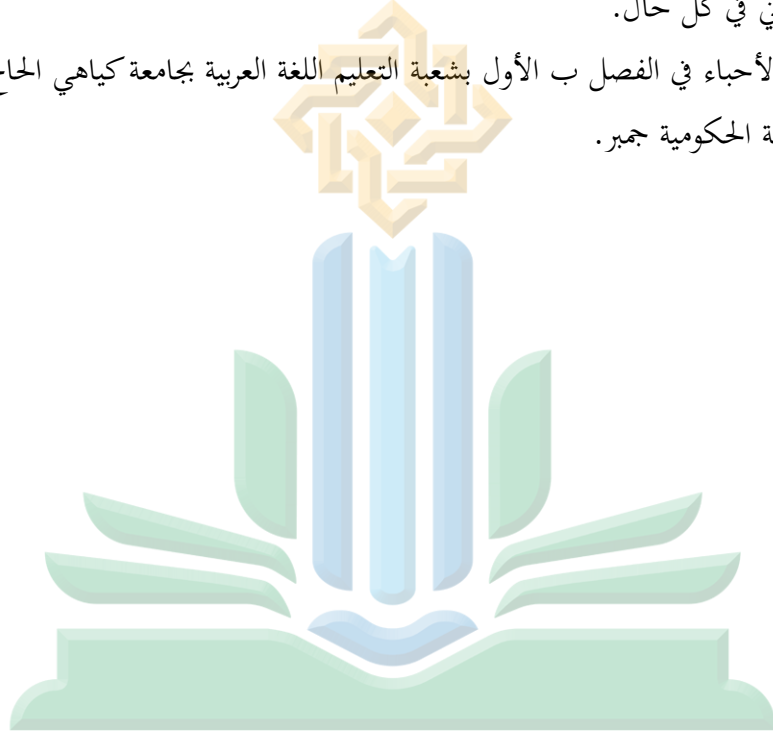 في كل حال.
الأحباء في الفصل ب الأول بشعبة التعليم اللغة العربية بجامعة كياهي الحاج
الحكومية جمبر.